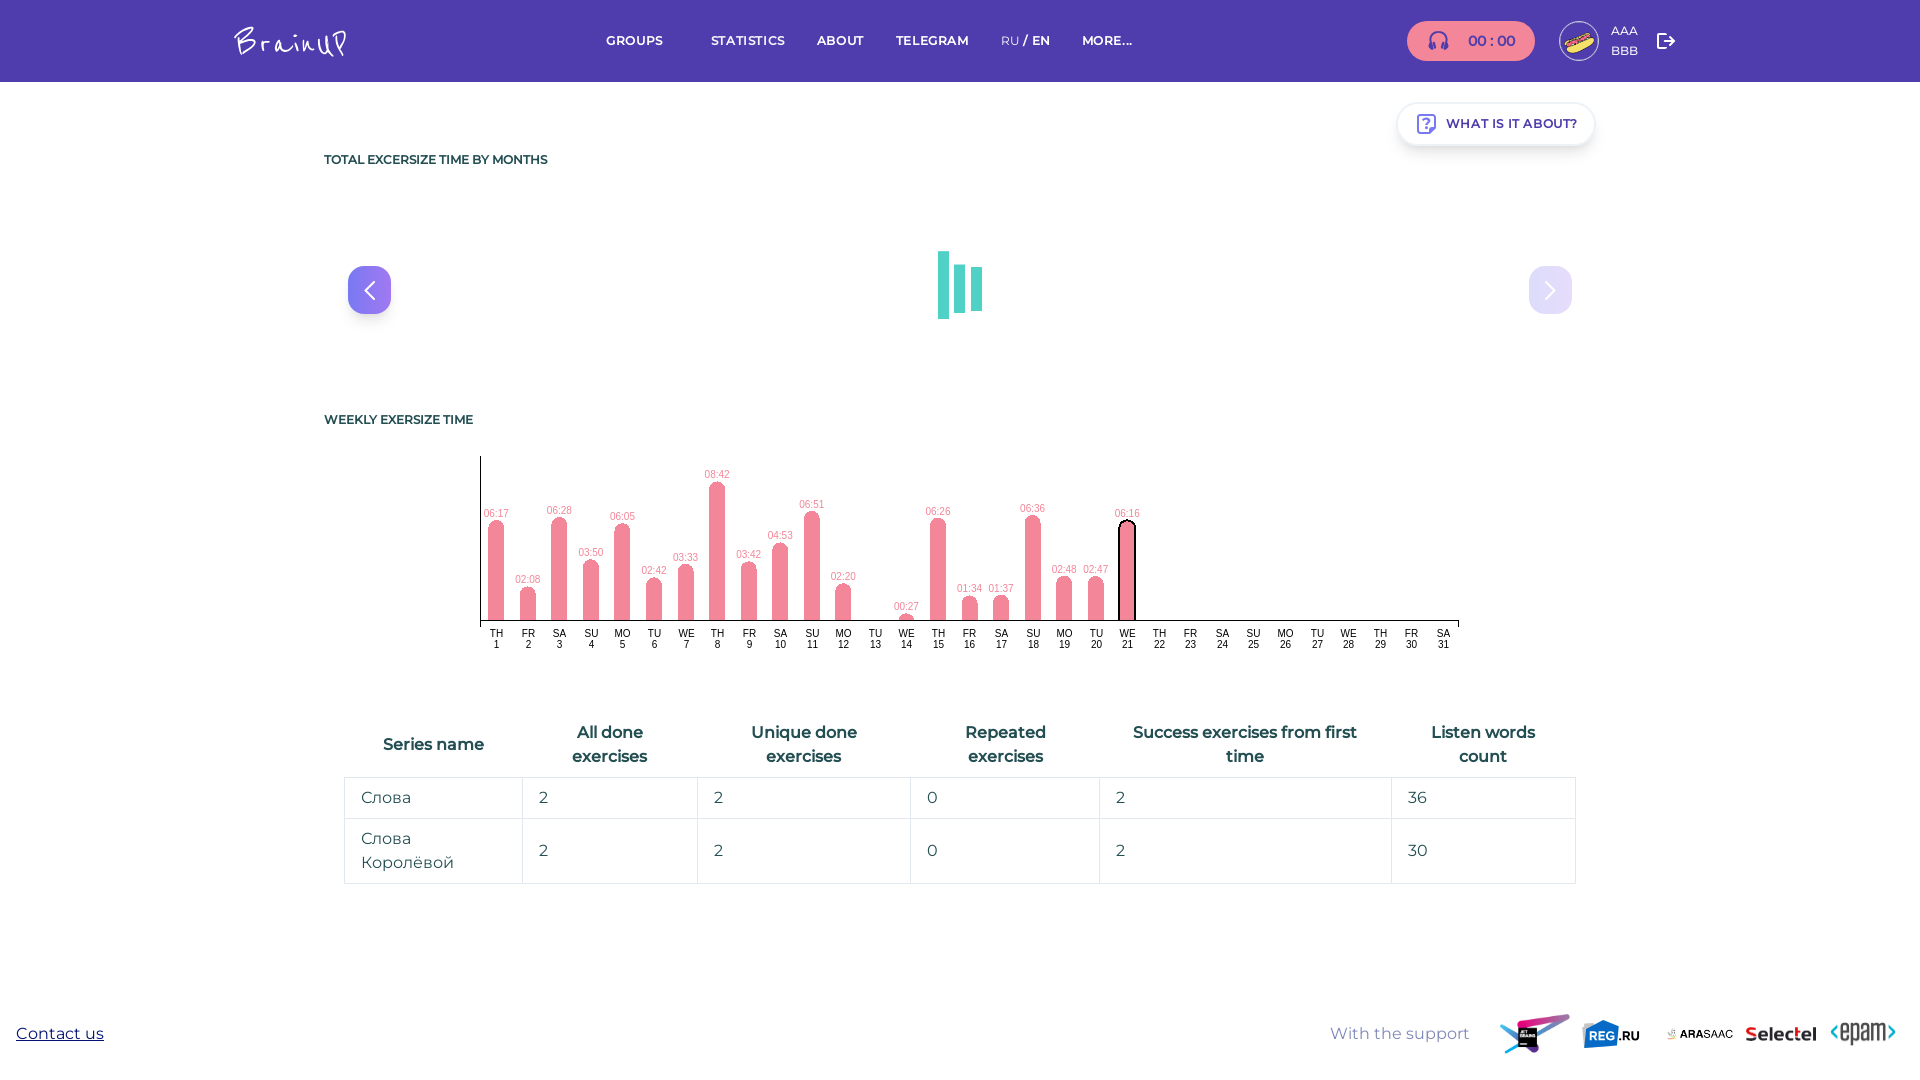 BrainUP
GROUPS
STATISTICS
ABOUT
TELEGRAM
RU / EN
MORE...
00 : 00
AAA
BBB
WHAT IS IT ABOUT?
TOTAL EXCERSIZE TIME BY MONTHS
WEEKLY EXERSIZE TIME
06:17 02:08 06:28 03:50 06:05 02:42 03:33 08:42 03:42 04:53 06:51 02:20 00:27 06:26 01:34 01:37 06:36 02:48 02:47 06:16
TH FR SA SU MO TU WE TH FR SA SU MO TU WE TH FR SA SU MO TU WE TH FR SA SU MO TU WE TH FR SA
1 2 3 4 5 6 7 8 9 10 11 12 13 14 15 16 17 18 19 20 21 22 23 24 25 26 27 28 29 30 31
Series name
All done
exercises
Unique done
exercises
Repeated
exercises
Success exercises from first
time
Listen words
count
Слова 2 2 0 2 36
Слова
Королёвой 2 2 0 2 30
Contact us
With the support
JET
BRAINS
REG.RU
ARASAAC
Selectel
<epam>